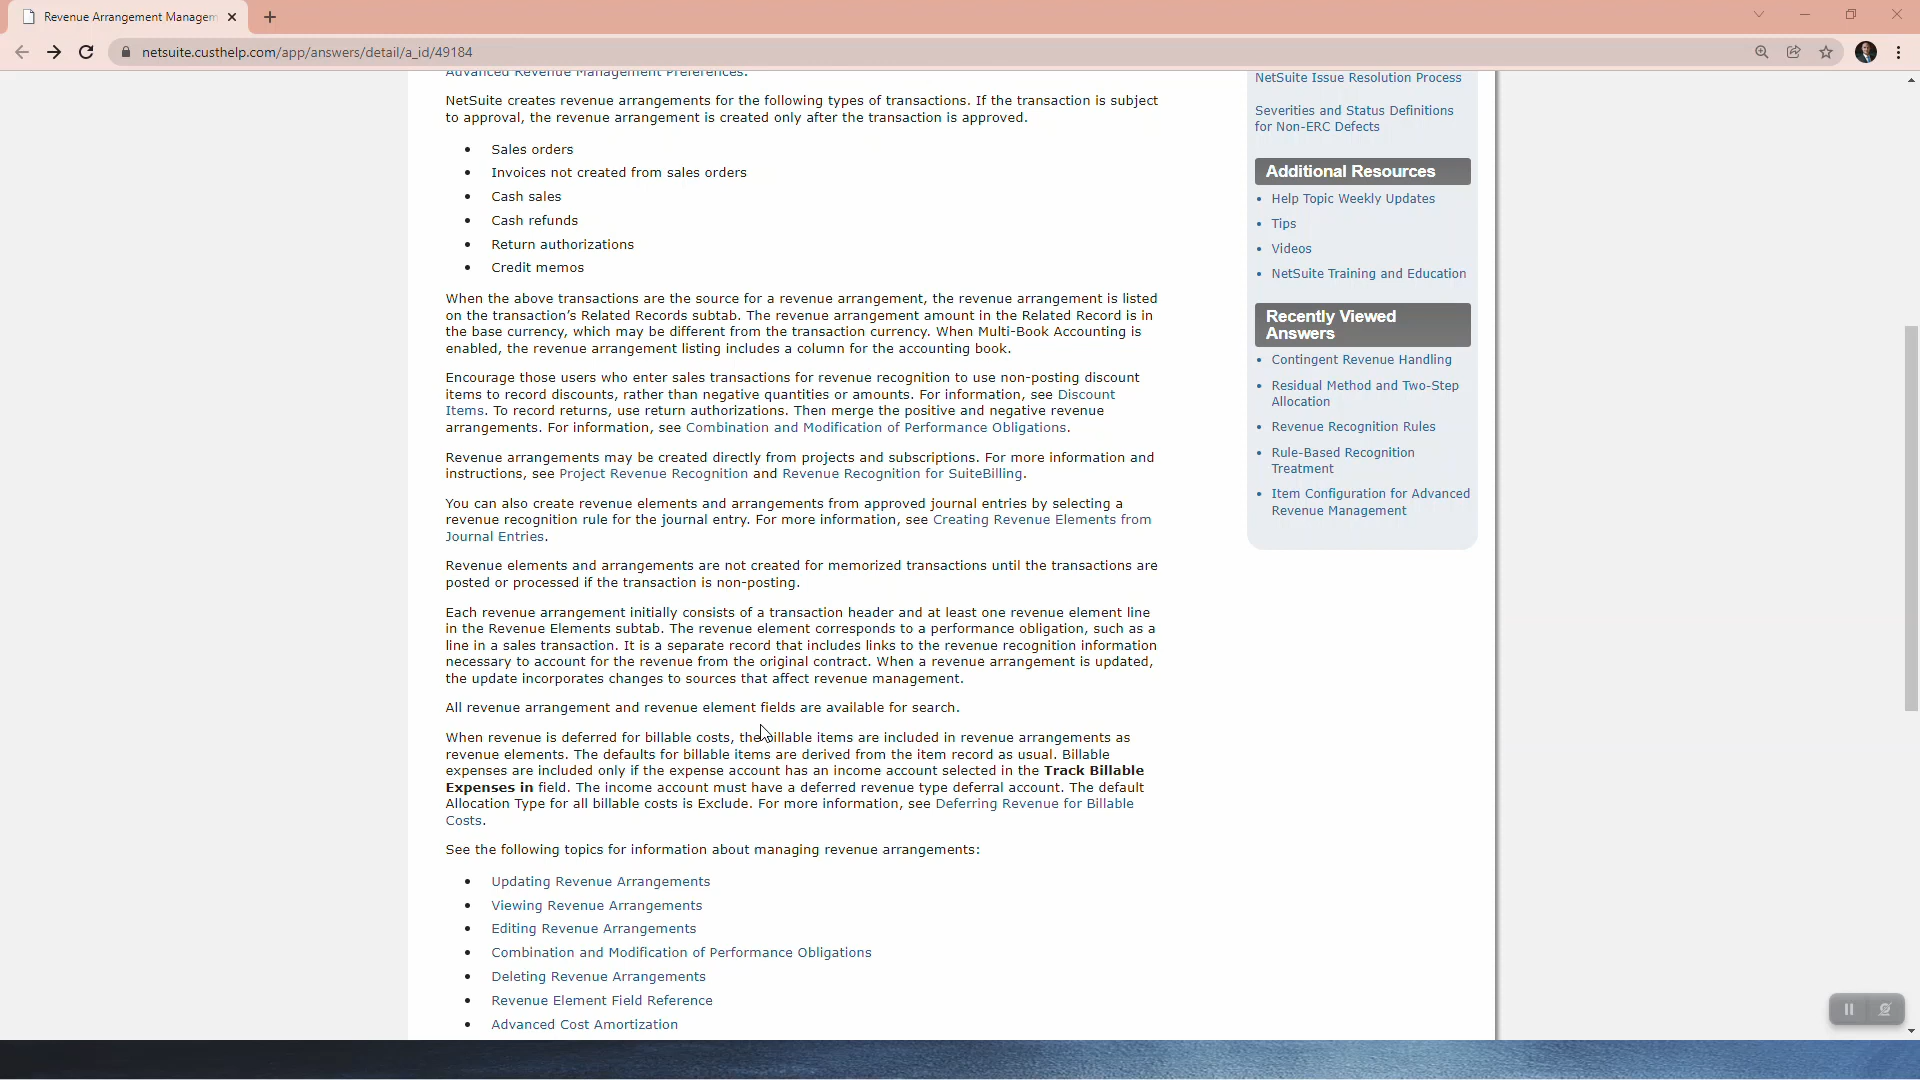 Revenue Arrangement Managem
netsuite.custhelp.com/app/answers/detail/a_id/49184
Advanced Revenue Management Preferences.
NetSuite creates revenue arrangements for the following types of transactions. If the transaction is subject
to approval, the revenue arrangement is created only after the transaction is approved.
• Sales orders
• Invoices not created from sales orders
• Cash sales
• Cash refunds
• Return authorizations
• Credit memos
When the above transactions are the source for a revenue arrangement, the revenue arrangement is listed
on the transaction's Related Records subtab. The revenue arrangement amount in the Related Record is in
the base currency, which may be different from the transaction currency. When Multi-Book Accounting is
enabled, the revenue arrangement listing includes a column for the accounting book.
Encourage those users who enter sales transactions for revenue recognition to use non-posting discount
items to record discounts, rather than negative quantities or amounts. For information, see Discount
Items. To record returns, use return authorizations. Then merge the positive and negative revenue
arrangements. For information, see Combination and Modification of Performance Obligations.
Revenue arrangements may be created directly from projects and subscriptions. For more information and
instructions, see Project Revenue Recognition and Revenue Recognition for SuiteBilling.
You can also create revenue elements and arrangements from approved journal entries by selecting a
revenue recognition rule for the journal entry. For more information, see Creating Revenue Elements from
Journal Entries.
Revenue elements and arrangements are not created for memorized transactions until the transactions are
posted or processed if the transaction is non-posting.
Each revenue arrangement initially consists of a transaction header and at least one revenue element line
in the Revenue Elements subtab. The revenue element corresponds to a performance obligation, such as a
line in a sales transaction. It is a separate record that includes links to the revenue recognition information
necessary to account for the revenue from the original contract. When a revenue arrangement is updated,
the update incorporates changes to sources that affect revenue management.
All revenue arrangement and revenue element fields are available for search.
When revenue is deferred for billable costs, the billable items are included in revenue arrangements as
revenue elements. The defaults for billable items are derived from the item record as usual. Billable
expenses are included only if the expense account has an income account selected in the Track Billable
Expenses in field. The income account must have a deferred revenue type deferral account. The default
Allocation Type for all billable costs is Exclude. For more information, see Deferring Revenue for Billable
Costs.
See the following topics for information about managing revenue arrangements:
• Updating Revenue Arrangements
• Viewing Revenue Arrangements
• Editing Revenue Arrangements
• Combination and Modification of Performance Obligations
• Deleting Revenue Arrangements
• Revenue Element Field Reference
• Advanced Cost Amortization
NetSuite Issue Resolution Process
Severities and Status Definitions
for Non-ERC Defects
Additional Resources
• Help Topic Weekly Updates
• Tips
• Videos
• NetSuite Training and Education
Recently Viewed
Answers
• Contingent Revenue Handling
• Residual Method and Two-Step
Allocation
• Revenue Recognition Rules
• Rule-Based Recognition
Treatment
• Item Configuration for Advanced
Revenue Management